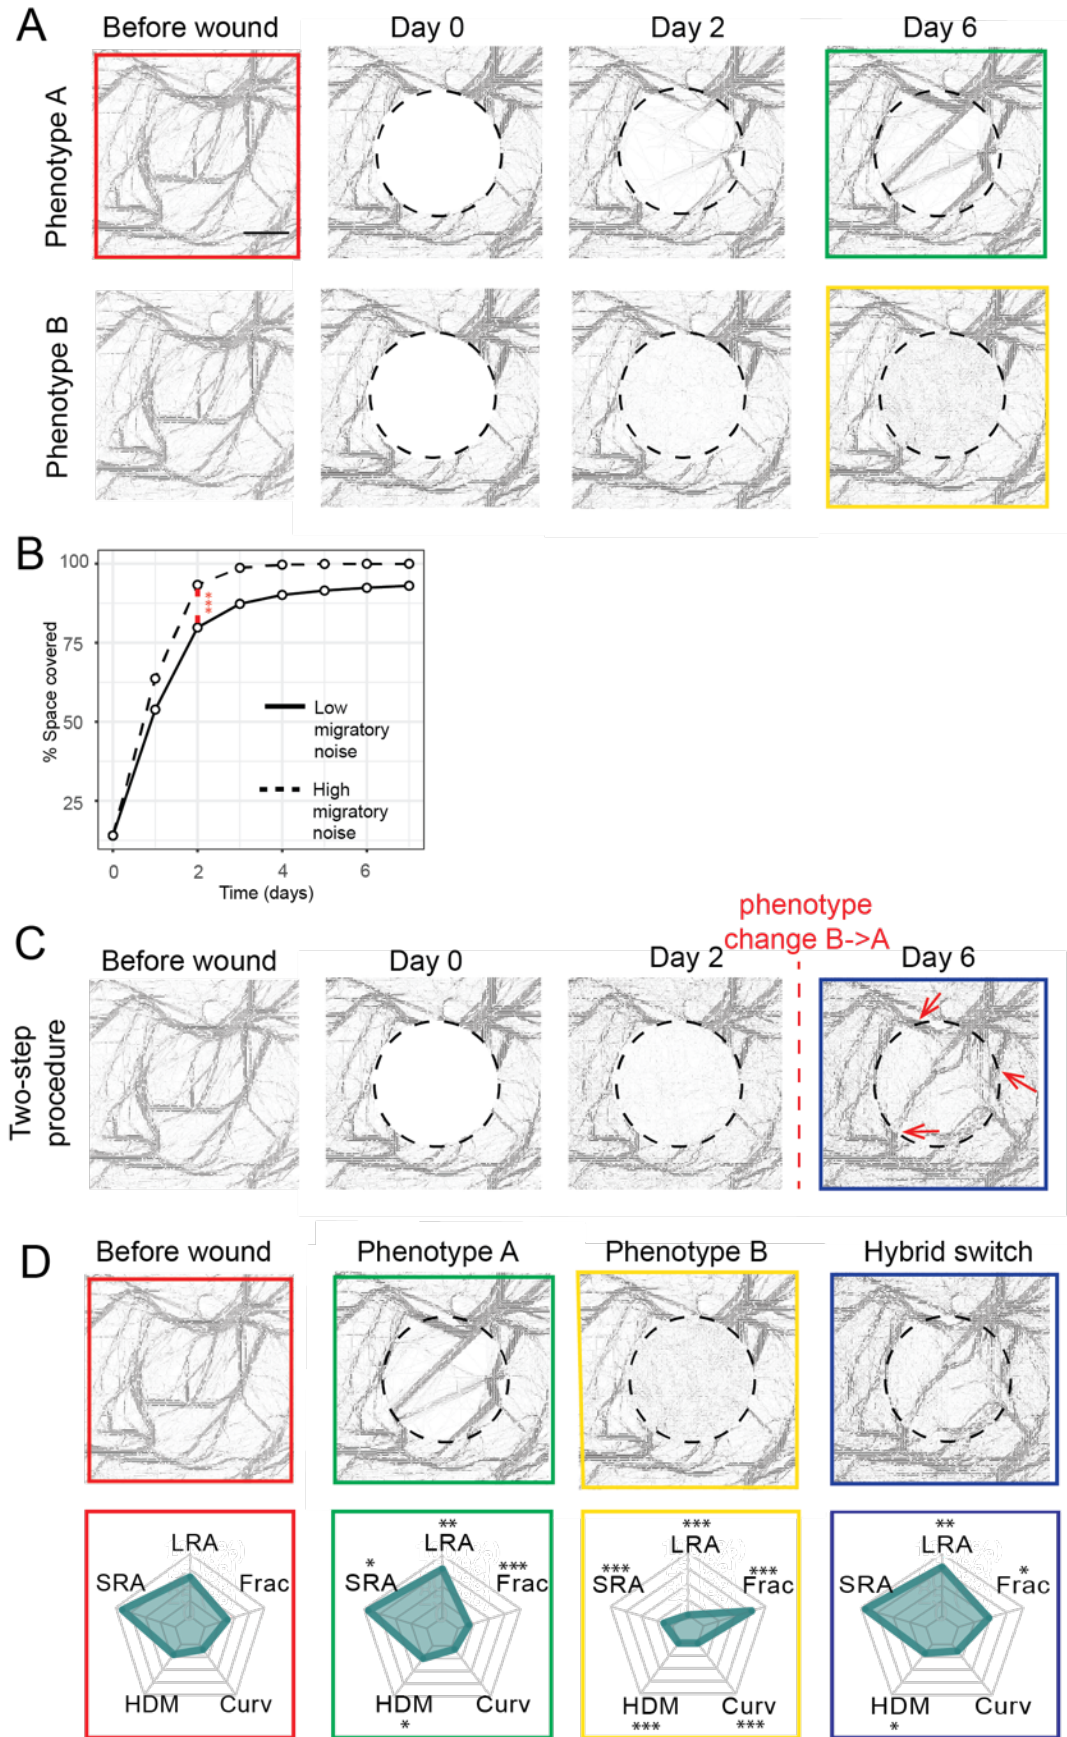 A
Before wound
Day 0
Day 2
Day 6
Phenotype A
Phenotype B
B
100
75
50
25
% Space covered
***
Low
migratory
noise
High
migratory
noise
0
2
4
6
Time (days)
phenotype
change B->A
C
Before wound
Day 0
Day 2
Day 6
Two-step
procedure
D
Before wound
Phenotype A
Phenotype B
Hybrid switch
LRA
SRA
Frac
HDM
Curv
**
LRA
*
SRA
***
Frac
HDM
*
Curv
***
LRA
***
SRA
***
Frac
HDM
***
Curv
***
**
LRA
SRA
*
Frac
HDM
*
Curv